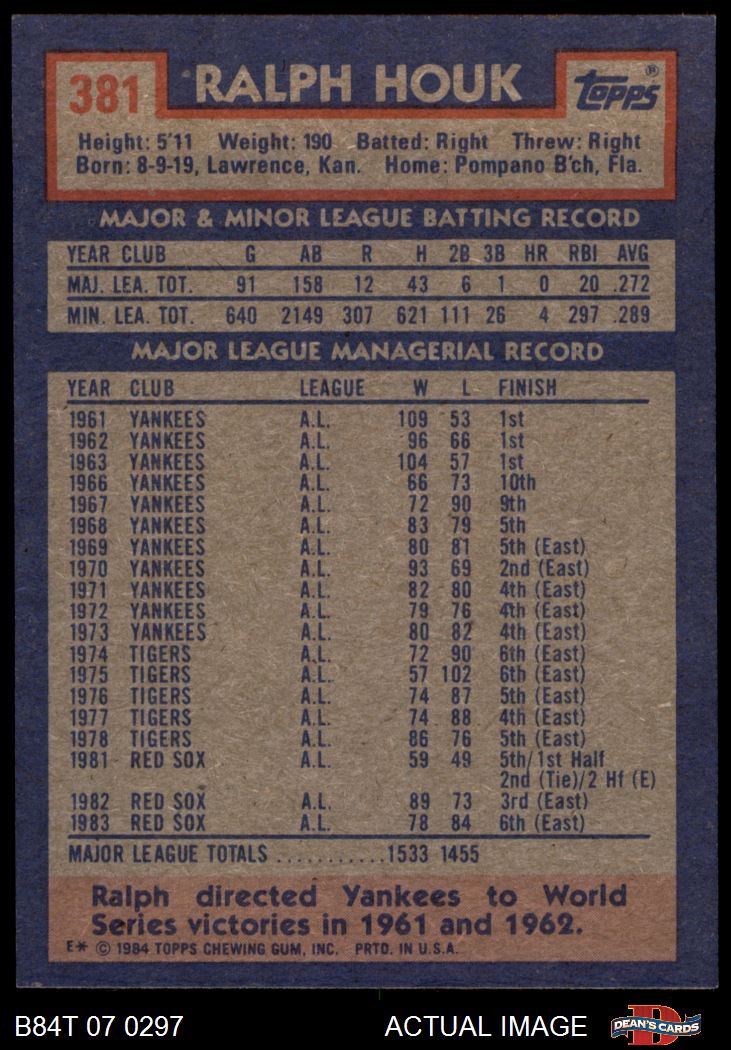 381 RALPH HOUK Topps®
Height: 5'11 Weight: 190 Batted: Right Threw: Right
Born: 8-9-19, Lawrence, Kan. Home: Pompano B'ch, Fla.
MAJOR & MINOR LEAGUE BATTING RECORD
YEAR CLUB G AB R H 2B 3B HR RBI AVG
MAJ. LEA. TOT. 91 158 12 43 6 1 0 20 .272
MIN. LEA. TOT. 640 2149 307 621 111 26 4 297 .289
MAJOR LEAGUE MANAGERIAL RECORD
YEAR CLUB LEAGUE W L FINISH
1961 YANKEES A.L. 109 53 1st
1962 YANKEES A.L. 96 66 1st
1963 YANKEES A.L. 104 57 1st
1966 YANKEES A.L. 66 73 10th
1967 YANKEES A.L. 72 90 9th
1968 YANKEES A.L. 83 79 5th
1969 YANKEES A.L. 80 81 5th (East)
1970 YANKEES A.L. 93 69 2nd (East)
1971 YANKEES A.L. 82 80 4th (East)
1972 YANKEES A.L. 79 76 4th (East)
1973 YANKEES A.L. 80 82 4th (East)
1974 TIGERS A.L. 72 90 6th (East)
1975 TIGERS A.L. 57 102 6th (East)
1976 TIGERS A.L. 74 87 5th (East)
1977 TIGERS A.L. 74 88 4th (East)
1978 TIGERS A.L. 86 76 5th (East)
1981 RED SOX A.L. 59 49 5th/1st Half
2nd (Tie)/2 Hf (E)
1982 RED SOX A.L. 89 73 3rd (East)
1983 RED SOX A.L. 78 84 6th (East)
MAJOR LEAGUE TOTALS ...........1533 1455
Ralph directed Yankees to World
Series victories in 1961 and 1962.
E* © 1984 TOPPS CHEWING GUM, INC. PRTD. IN U.S.A.
B84T 07 0297 ACTUAL IMAGE D DEAN'S CARDS